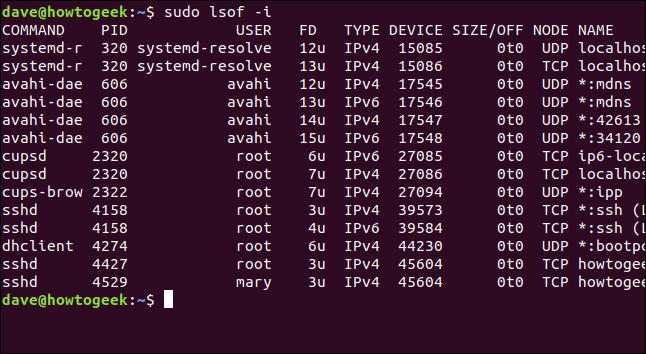 dave@howtogeek:~$ sudo lsof -i
COMMAND    PID            USER   FD   TYPE DEVICE SIZE/OFF NODE NAME
systemd-r  320 systemd-resolve   12u  IPv4  15085      0t0  UDP localhos
systemd-r  320 systemd-resolve   13u  IPv4  15086      0t0  TCP localhos
avahi-dae  606           avahi   12u  IPv4  17545      0t0  UDP *:mdns
avahi-dae  606           avahi   13u  IPv6  17546      0t0  UDP *:mdns
avahi-dae  606           avahi   14u  IPv4  17547      0t0  UDP *:42613
avahi-dae  606           avahi   15u  IPv6  17548      0t0  UDP *:34120
cupsd     2320            root    6u  IPv6  27085      0t0  TCP ip6-loca
cupsd     2320            root    7u  IPv4  27086      0t0  TCP localhos
cups-brow 2322            root    7u  IPv4  27094      0t0  UDP *:ipp
sshd      4158            root    3u  IPv4  39573      0t0  TCP *:ssh (L
sshd      4158            root    4u  IPv6  39584      0t0  TCP *:ssh (L
dhclient  4274            root    6u  IPv4  44230      0t0  UDP *:bootpc
sshd      4427            root    3u  IPv4  45604      0t0  TCP howtogee
sshd      4529            mary    3u  IPv4  45604      0t0  TCP howtogee
dave@howtogeek:~$